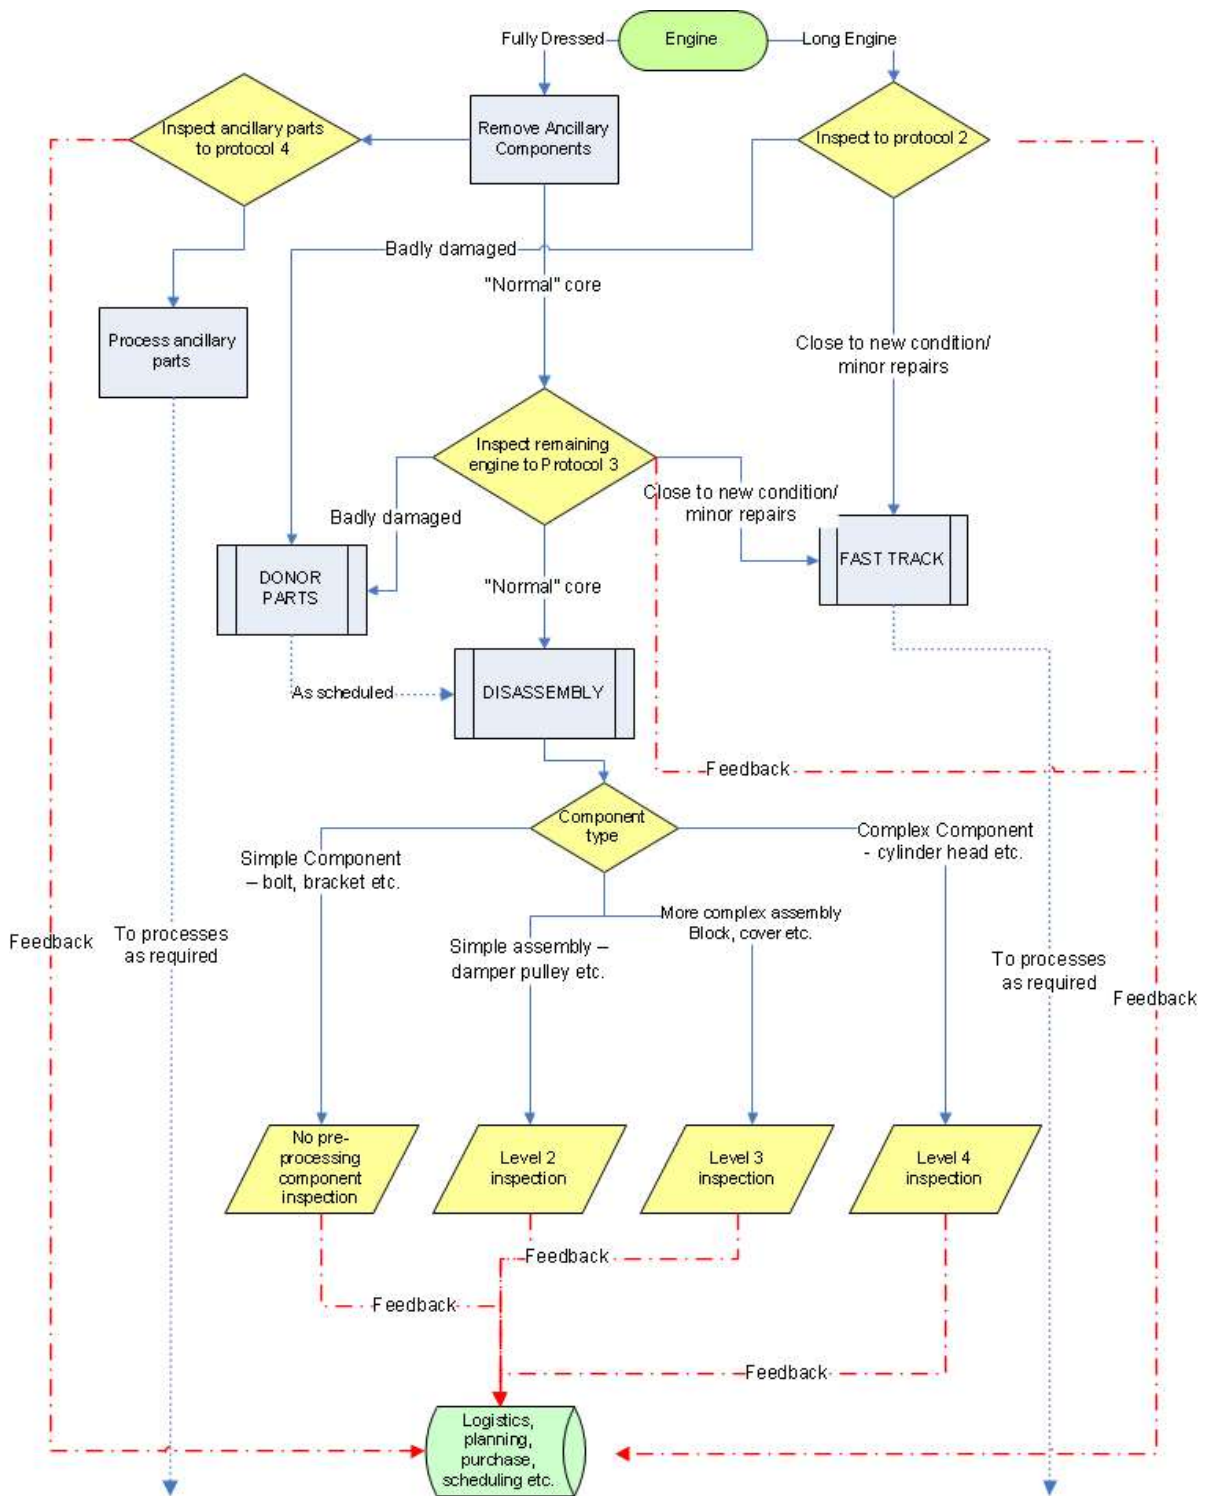 Fully Dressed
Engine
Long Engine
Inspect ancillary parts
to protocol 4
Remove Ancillary
Components
Inspect to protocol 2
Badly damaged
"Normal" core
Process ancillary
parts
Close to new condition/
minor repairs
Inspect remaining
engine to Protocol 3
Close to new condition/
minor repairs
Badly damaged
DONOR
PARTS
FAST TRACK
"Normal" core
As scheduled
DISASSEMBLY
Feedback
Component
type
Simple Component
– bolt, bracket etc.
Complex Component
- cylinder head etc.
More complex assembly
Block, cover etc.
Simple assembly –
damper pulley etc.
Feedback
To processes
as required
To processes
as required
Feedback
No pre-
processing
component
inspection
Level 2
inspection
Level 3
inspection
Level 4
inspection
Feedback
Feedback
Feedback
Logistics,
planning,
purchase,
scheduling etc.